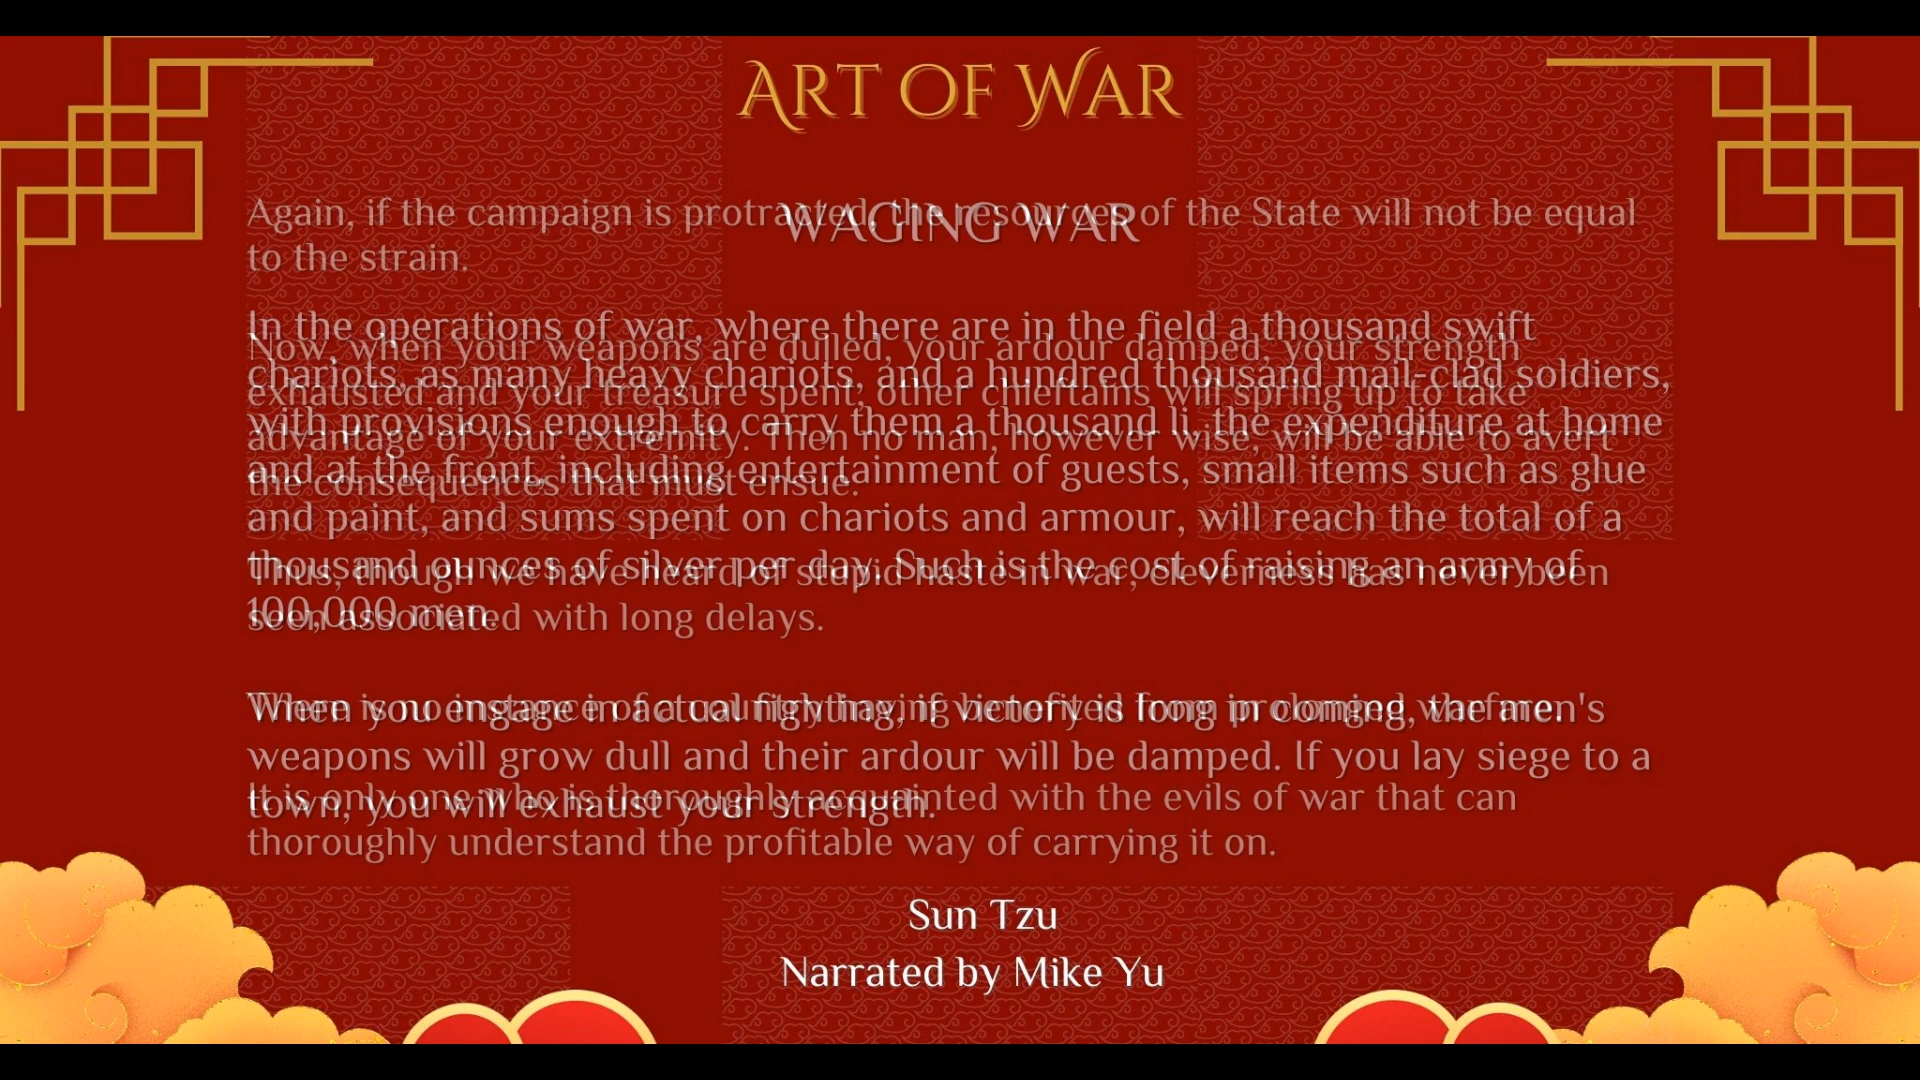 ART OF WAR
WAGING WAR
In the operations of war, where there are in the field a thousand swift
chariots, as many heavy chariots, and a hundred thousand mail-clad soldiers,
with provisions enough to carry them a thousand li, the expenditure at home
and at the front, including entertainment of guests, small items such as glue
and paint, and sums spent on chariots and armour, will reach the total of a
thousand ounces of silver per day. Such is the cost of raising an army of
100,000 men.
When you engage in actual fighting, if victory is long in coming, the men's
weapons will grow dull and their ardour will be damped. If you lay siege to a
town, you will exhaust your strength.
Again, if the campaign is protracted, the resources of the State will not be equal
to the strain.
Now, when your weapons are dulled, your ardour damped, your strength
exhausted and your treasure spent, other chieftains will spring up to take
advantage of your extremity. Then no man, however wise, will be able to avert
the consequences that must ensue.
Thus, though we have heard of stupid haste in war, cleverness has never been
seen associated with long delays.
There is no instance of a country having benefited from prolonged warfare.
It is only one who is thoroughly acquainted with the evils of war that can
thoroughly understand the profitable way of carrying it on.
Sun Tzu
Narrated by Mike Yu